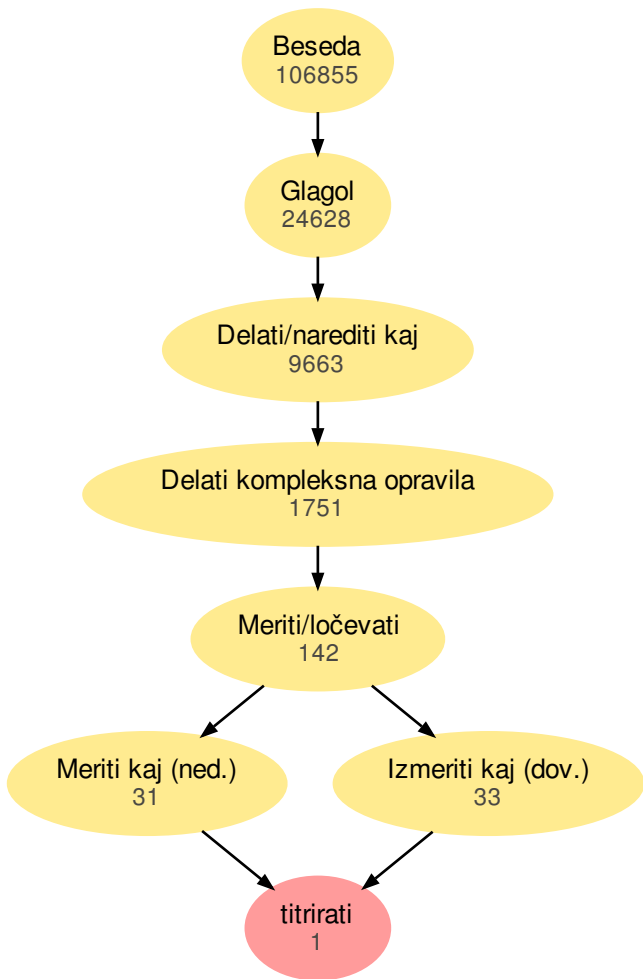 Beseda
106855
Glagol
24628
Delati/narediti kaj
9663
Delati kompleksna opravila
1751
Meriti/ločevati
142
Meriti kaj (ned.)
31
Izmeriti kaj (dov.)
33
titrirati
1